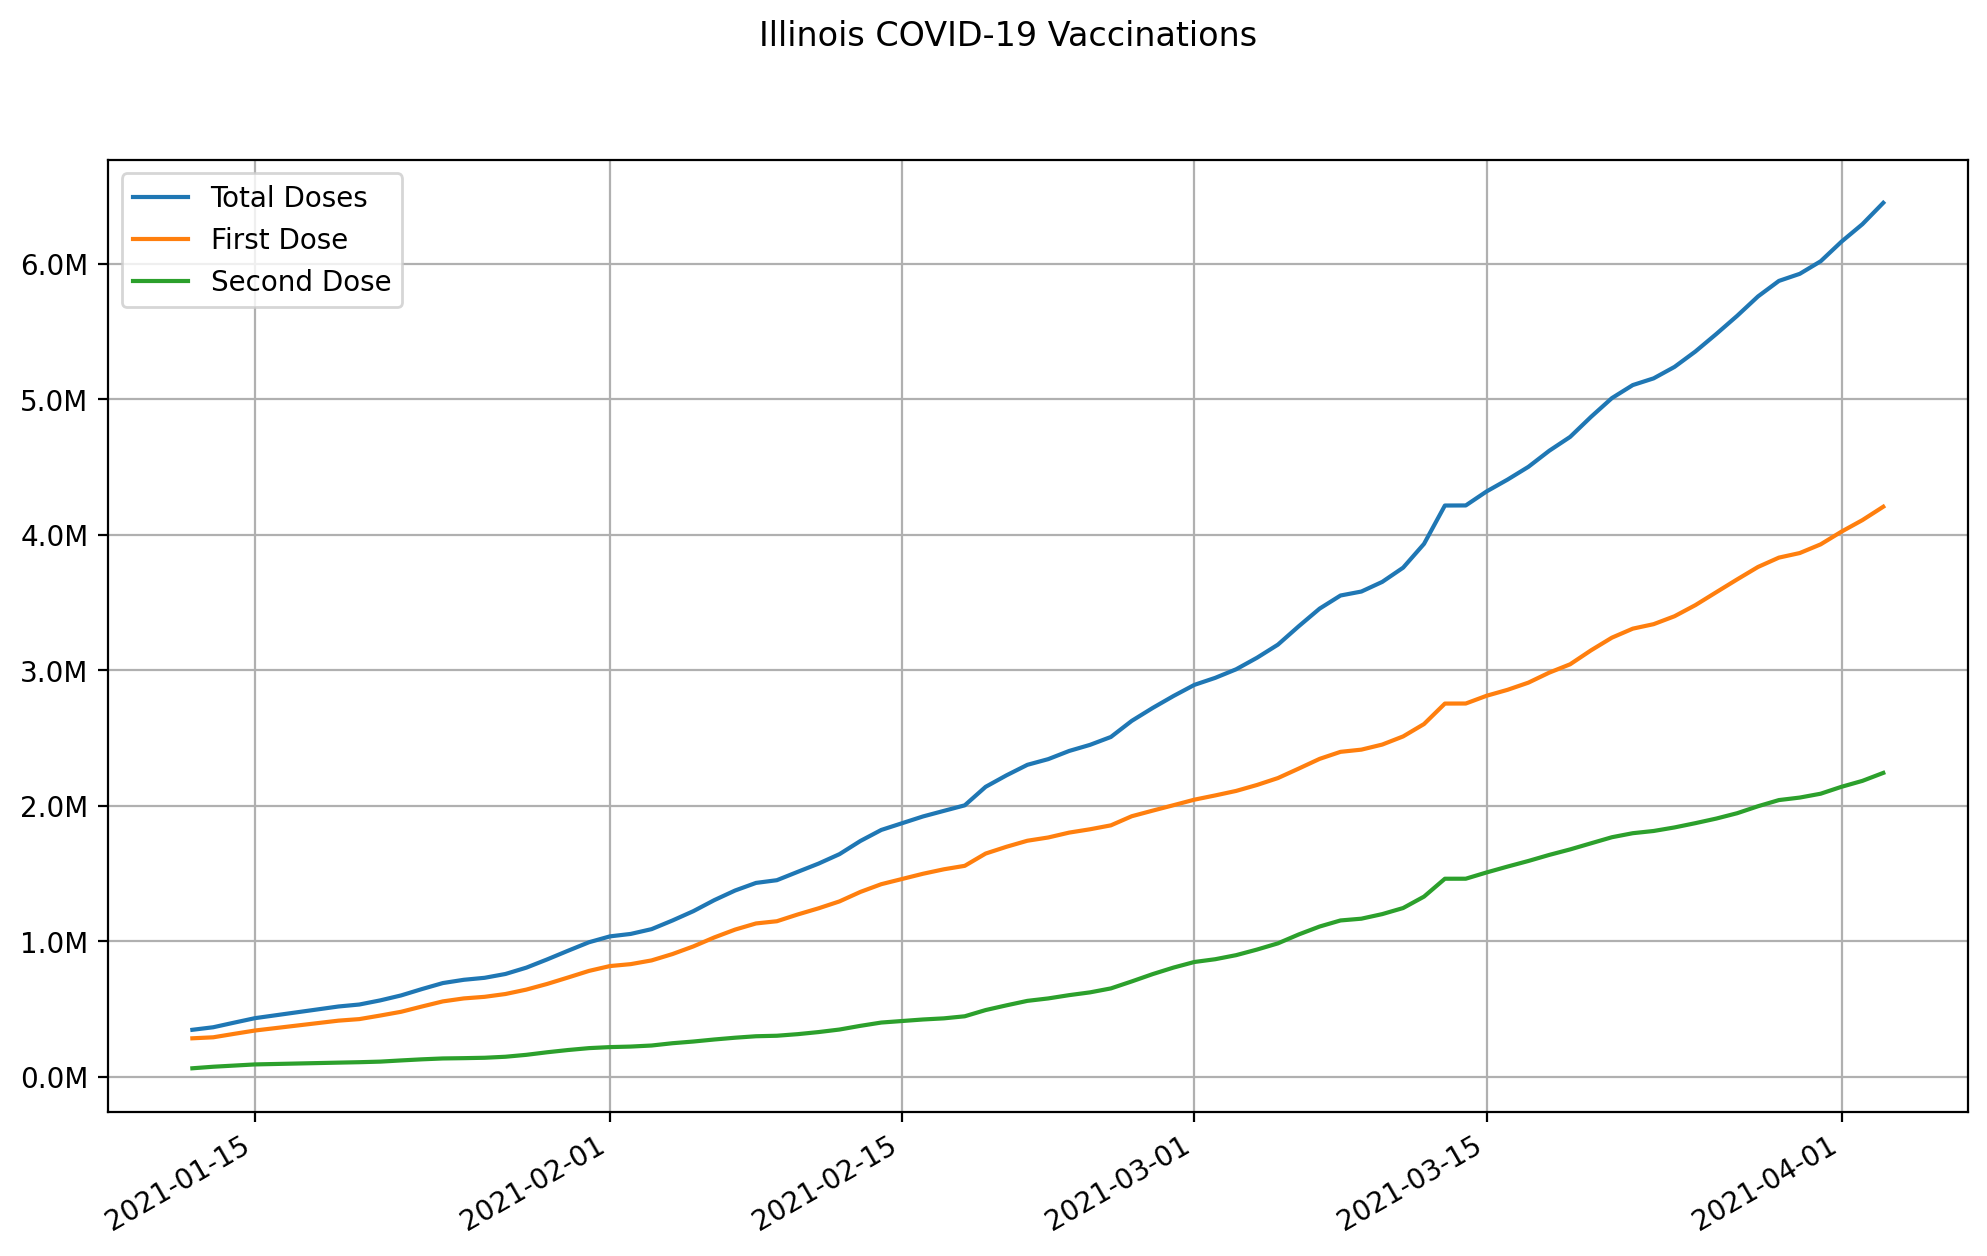 Illinois COVID-19 Vaccinations
Total Doses
First Dose
Second Dose
6.0M
5.0M
4.0M
3.0M
2.0M
1.0M
0.0M
2021-01-15
2021-02-01
2021-02-15
2021-03-01
2021-03-15
2021-04-01